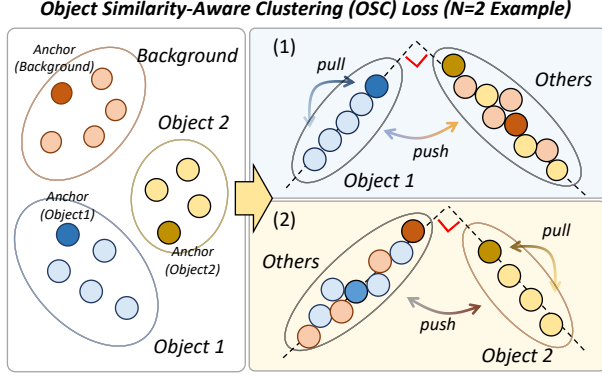 Object Similarity-Aware Clustering (OSC) Loss (N=2 Example)
Anchor
(Background)
Background
Object 2
Anchor
(Object1)
Anchor
(Object2)
Object 1
(1)
pull
Others
push
Object 1
(2)
pull
Others
push
Object 2